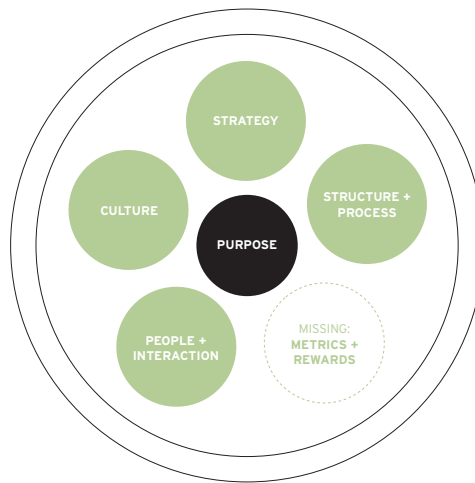 STRATEGY
STRUCTURE +
PROCESS
CULTURE
PURPOSE
PEOPLE +
INTERACTION
MISSING:
METRICS +
REWARDS